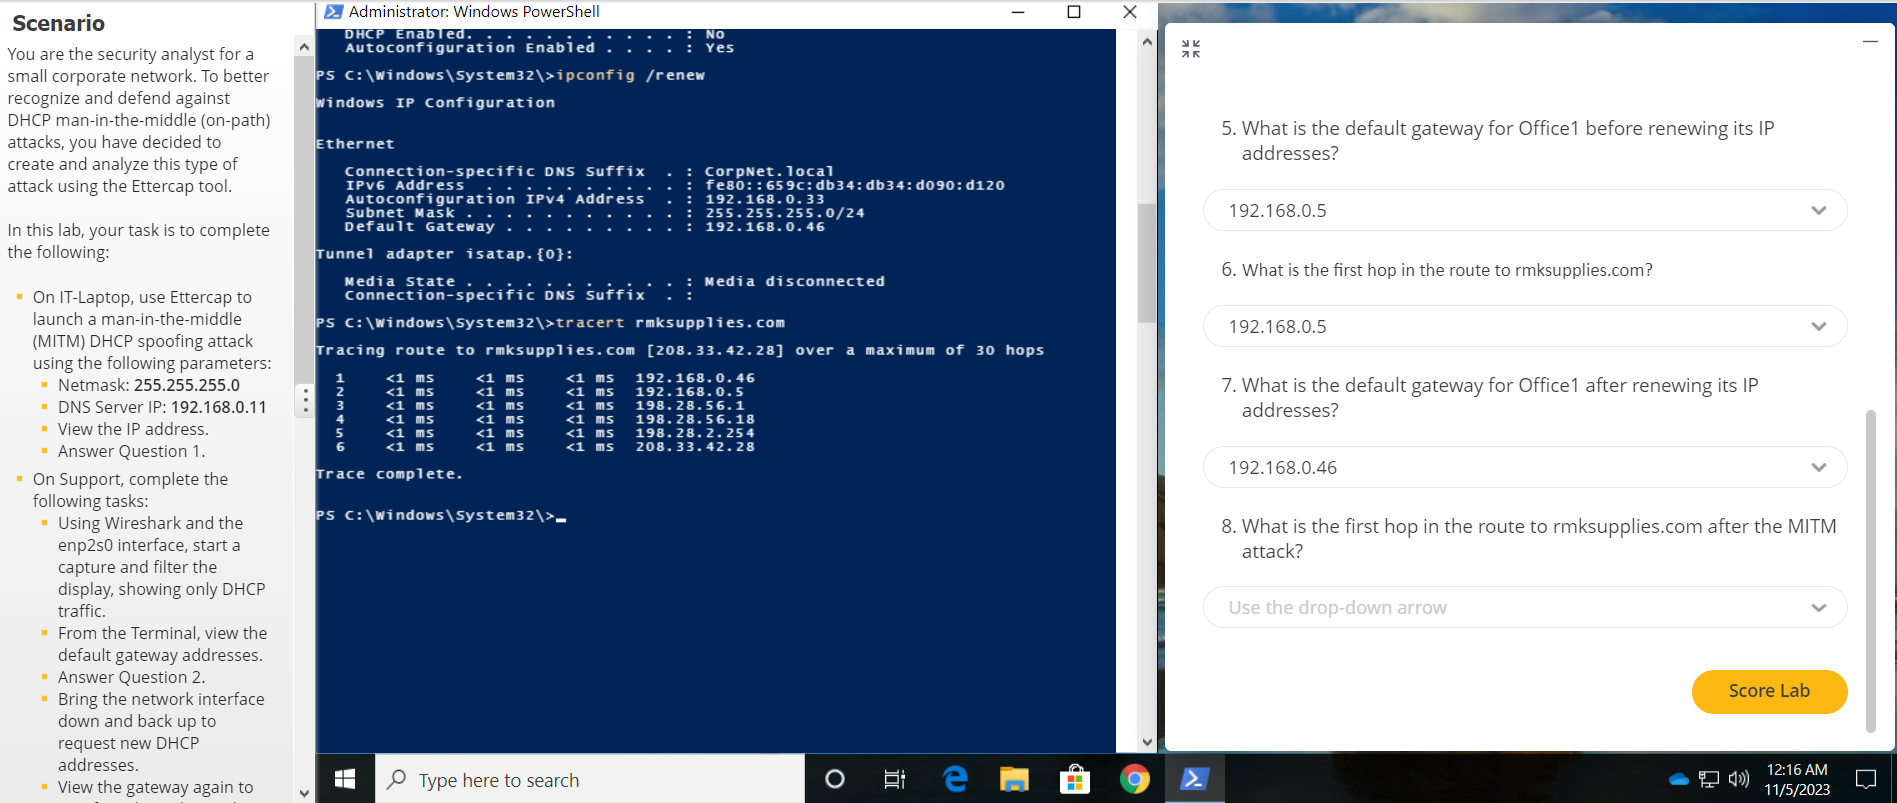 Scenario
You are the security analyst for a
small corporate network. To better
recognize and defend against
DHCP man-in-the-middle (on-path)
attacks, you have decided to
create and analyze this type of
attack using the Ettercap tool.
In this lab, your task is to complete
the following:
On IT-Laptop, use Ettercap to
launch a man-in-the-middle
(MITM) DHCP spoofing attack
using the following parameters:
Netmask: 255.255.255.0
DNS Server IP: 192.168.0.11
View the IP address.
Answer Question 1.
On Support, complete the
following tasks:
Using Wireshark and the
enp2s0 interface, start a
capture and filter the
display, showing only DHCP
traffic.
From the Terminal, view the
default gateway addresses.
Answer Question 2.
Bring the network interface
down and back up to
request new DHCP
addresses.
View the gateway again to
Administrator: Windows PowerShell
DHCP Enabled. . . . . . . . . . . : No
Autoconfiguration Enabled . . . . : Yes
PS C:\Windows\System32\>ipconfig /renew
Windows IP Configuration
Ethernet
Connection-specific DNS Suffix . : CorpNet.local
IPv6 Address . . . . . . . . . . : fe80::659c:db34:db34:d090:d120
Autoconfiguration IPv4 Address . : 192.168.0.33
Subnet Mask . . . . . . . . . . . : 255.255.255.0/24
Default Gateway . . . . . . . . . : 192.168.0.46
Tunnel adapter isatap.{0}:
Media State . . . . . . . . . . . : Media disconnected
Connection-specific DNS Suffix . :
PS C:\Windows\System32\>tracert rmksupplies.com
Tracing route to rmksupplies.com [208.33.42.28] over a maximum of 30 hops
1 <1 ms <1 ms <1 ms 192.168.0.46
2 <1 ms <1 ms <1 ms 192.168.0.5
3 <1 ms <1 ms <1 ms 198.28.56.1
4 <1 ms <1 ms <1 ms 198.28.56.18
5 <1 ms <1 ms <1 ms 198.28.2.254
6 <1 ms <1 ms <1 ms 208.33.42.28
Trace complete.
PS C:\Windows\System32\>_
5. What is the default gateway for Office1 before renewing its IP
addresses?
192.168.0.5
6. What is the first hop in the route to rmksupplies.com?
192.168.0.5
7. What is the default gateway for Office1 after renewing its IP
addresses?
192.168.0.46
8. What is the first hop in the route to rmksupplies.com after the MITM
attack?
Use the drop-down arrow
Score Lab
Type here to search
12:16 AM
11/5/2023